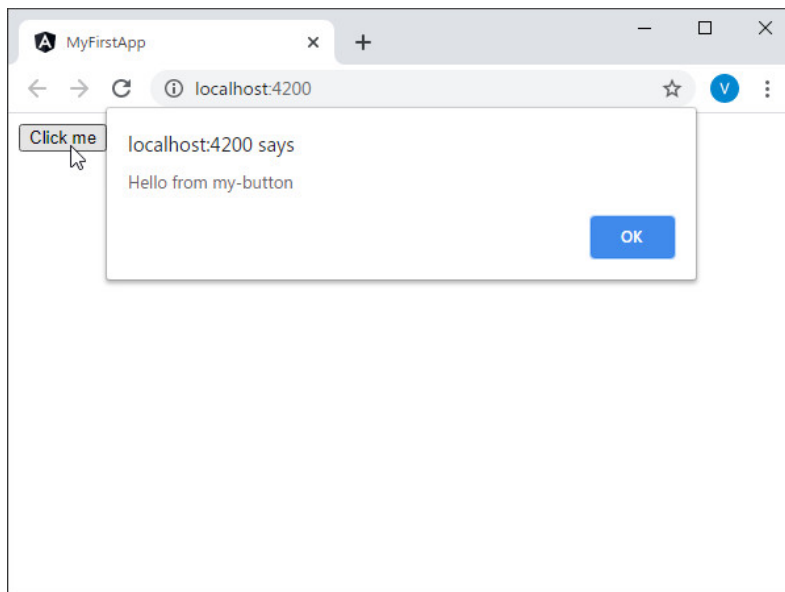 MyFirstApp
localhost:4200
V
Click me
localhost:4200 says
Hello from my-button
OK